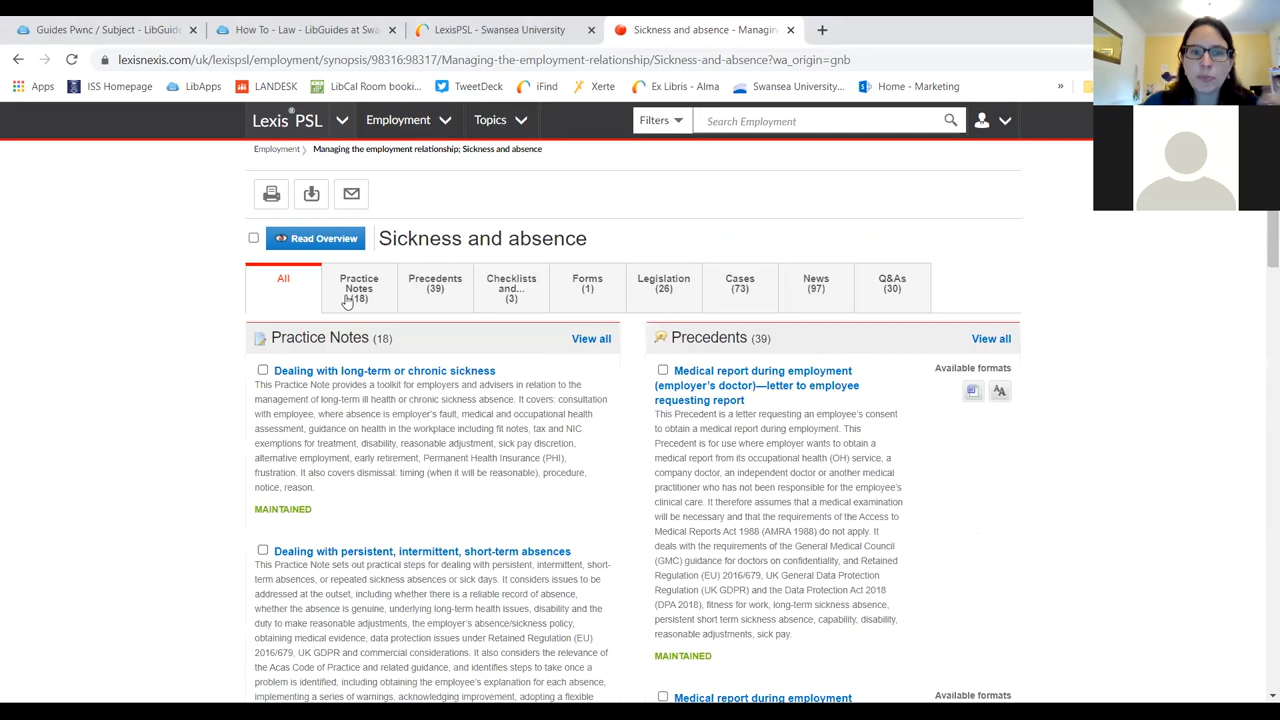 Guides Pwnc / Subject - LibGuid
How To - Law - LibGuides at Swa
LexisPSL - Swansea University
Sickness and absence - Managin
lexisnexis.com/uk/lexispsl/employment/synopsis/98316:98317/Managing-the-employment-relationship/Sickness-and-absence?wa_origin=gnb
Apps
ISS Homepage
LibApps
LANDESK
LibCal Room booki...
TweetDeck
iFind
Xerte
Ex Libris - Alma
Swansea University...
Home - Marketing
»
Lexis®PSL
Employment
Topics
Filters
Search Employment
Employment
Managing the employment relationship; Sickness and absence
Read Overview
Sickness and absence
All
Practice
Notes
(18)
Precedents
(39)
Checklists
and...
(3)
Forms
(1)
Legislation
(26)
Cases
(73)
News
(97)
Q&As
(30)
Practice Notes (18)
View all
Dealing with long-term or chronic sickness
This Practice Note provides a toolkit for employers and advisers in relation to the
management of long-term ill health or chronic sickness absence. It covers: consultation
with employee, where absence is employer's fault, medical and occupational health
assessment, guidance on health in the workplace including fit notes, tax and NIC
exemptions for treatment, disability, reasonable adjustment, sick pay discretion,
alternative employment, early retirement, Permanent Health Insurance (PHI),
frustration. It also covers dismissal: timing (when it will be reasonable), procedure,
notice, reason.
MAINTAINED
Dealing with persistent, intermittent, short-term absences
This Practice Note sets out practical steps for dealing with persistent, intermittent, short-
term absences, or repeated sickness absences or sick days. It considers issues to be
addressed at the outset, including whether there is a reliable record of absence,
whether the absence is genuine, underlying long-term health issues, disability and the
duty to make reasonable adjustments, the employer's absence/sickness policy,
obtaining medical evidence, data protection issues under Retained Regulation (EU)
2016/679, UK GDPR and commercial considerations. It also considers the relevance of
the Acas Code of Practice and related guidance, and identifies steps to take once a
problem is identified, including obtaining the employee's explanation for each absence,
implementing a series of warnings, acknowledging improvement, adopting a flexible
Precedents (39)
View all
Medical report during employment
(employer's doctor)—letter to employee
requesting report
Available formats
This Precedent is a letter requesting an employee's consent
to obtain a medical report during employment. This
Precedent is for use where employer wants to obtain a
medical report from its occupational health (OH) service, a
company doctor, an independent doctor or another medical
practitioner who has not been responsible for the employee's
clinical care. It therefore assumes that a medical examination
will be necessary and that the requirements of the Access to
Medical Reports Act 1988 (AMRA 1988) do not apply. It
deals with the requirements of the General Medical Council
(GMC) guidance for doctors on confidentiality, and Retained
Regulation (EU) 2016/679, UK General Data Protection
Regulation (UK GDPR) and the Data Protection Act 2018
(DPA 2018), fitness for work, long-term sickness absence,
persistent short term sickness absence, capability, disability,
reasonable adjustments, sick pay.
MAINTAINED
Medical report during employment
Available formats